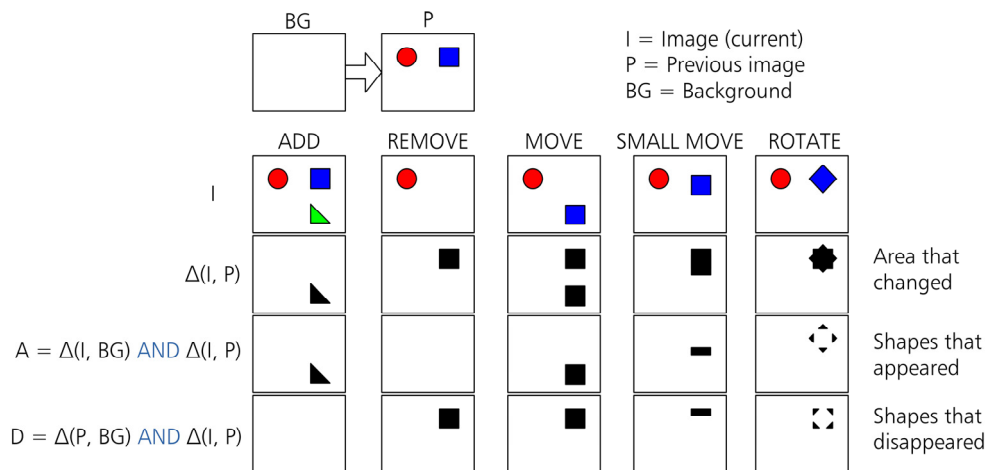 BG P
I = Image (current)
P = Previous image
BG = Background
ADD REMOVE MOVE SMALL MOVE ROTATE
I
Δ(I, P)
Area that
changed
A = Δ(I, BG) AND Δ(I, P)
Shapes that
appeared
D = Δ(P, BG) AND Δ(I, P)
Shapes that
disappeared